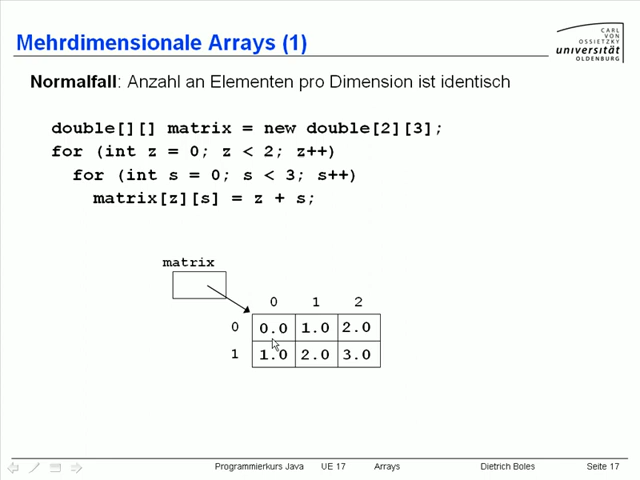 Mehrdimensionale Arrays (1)
CARL
VON
OSSIETZKY
universität
OLDENBURG
Normalfall: Anzahl an Elementen pro Dimension ist identisch
double[][] matrix = new double[2][3];
for (int z = 0; z < 2; z++)
for (int s = 0; s < 3; s++)
matrix[z][s] = z + s;
matrix
0 1 2
0 0.0 1.0 2.0
1 1.0 2.0 3.0
Programmierkurs Java UE 17 Arrays Dietrich Boles Seite 17